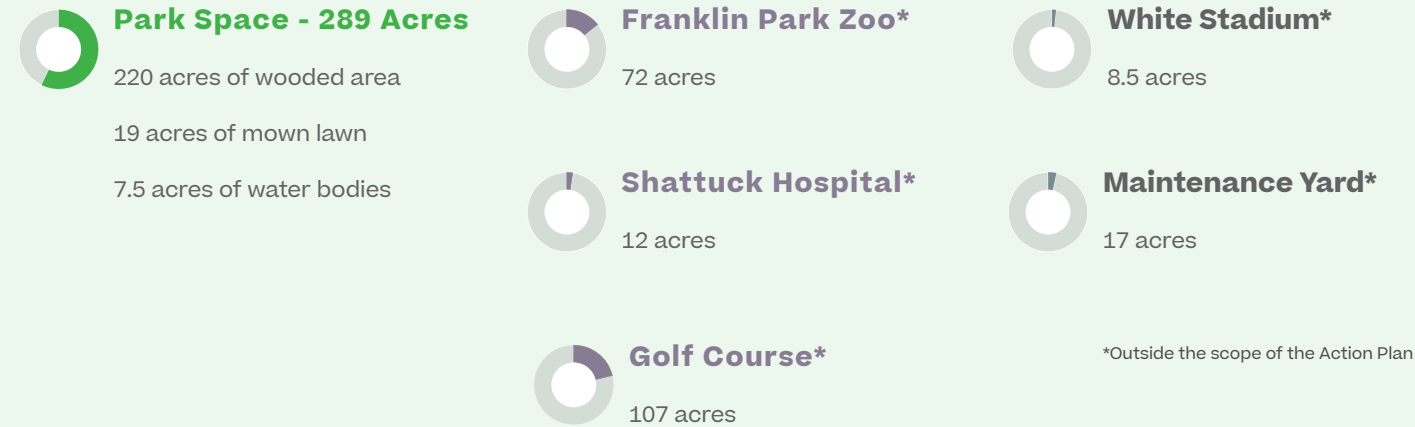 Park Space - 289 Acres
220 acres of wooded area
19 acres of mown lawn
7.5 acres of water bodies
Franklin Park Zoo*
72 acres
Shattuck Hospital*
12 acres
Golf Course*
107 acres
White Stadium*
8.5 acres
Maintenance Yard*
17 acres
*Outside the scope of the Action Plan